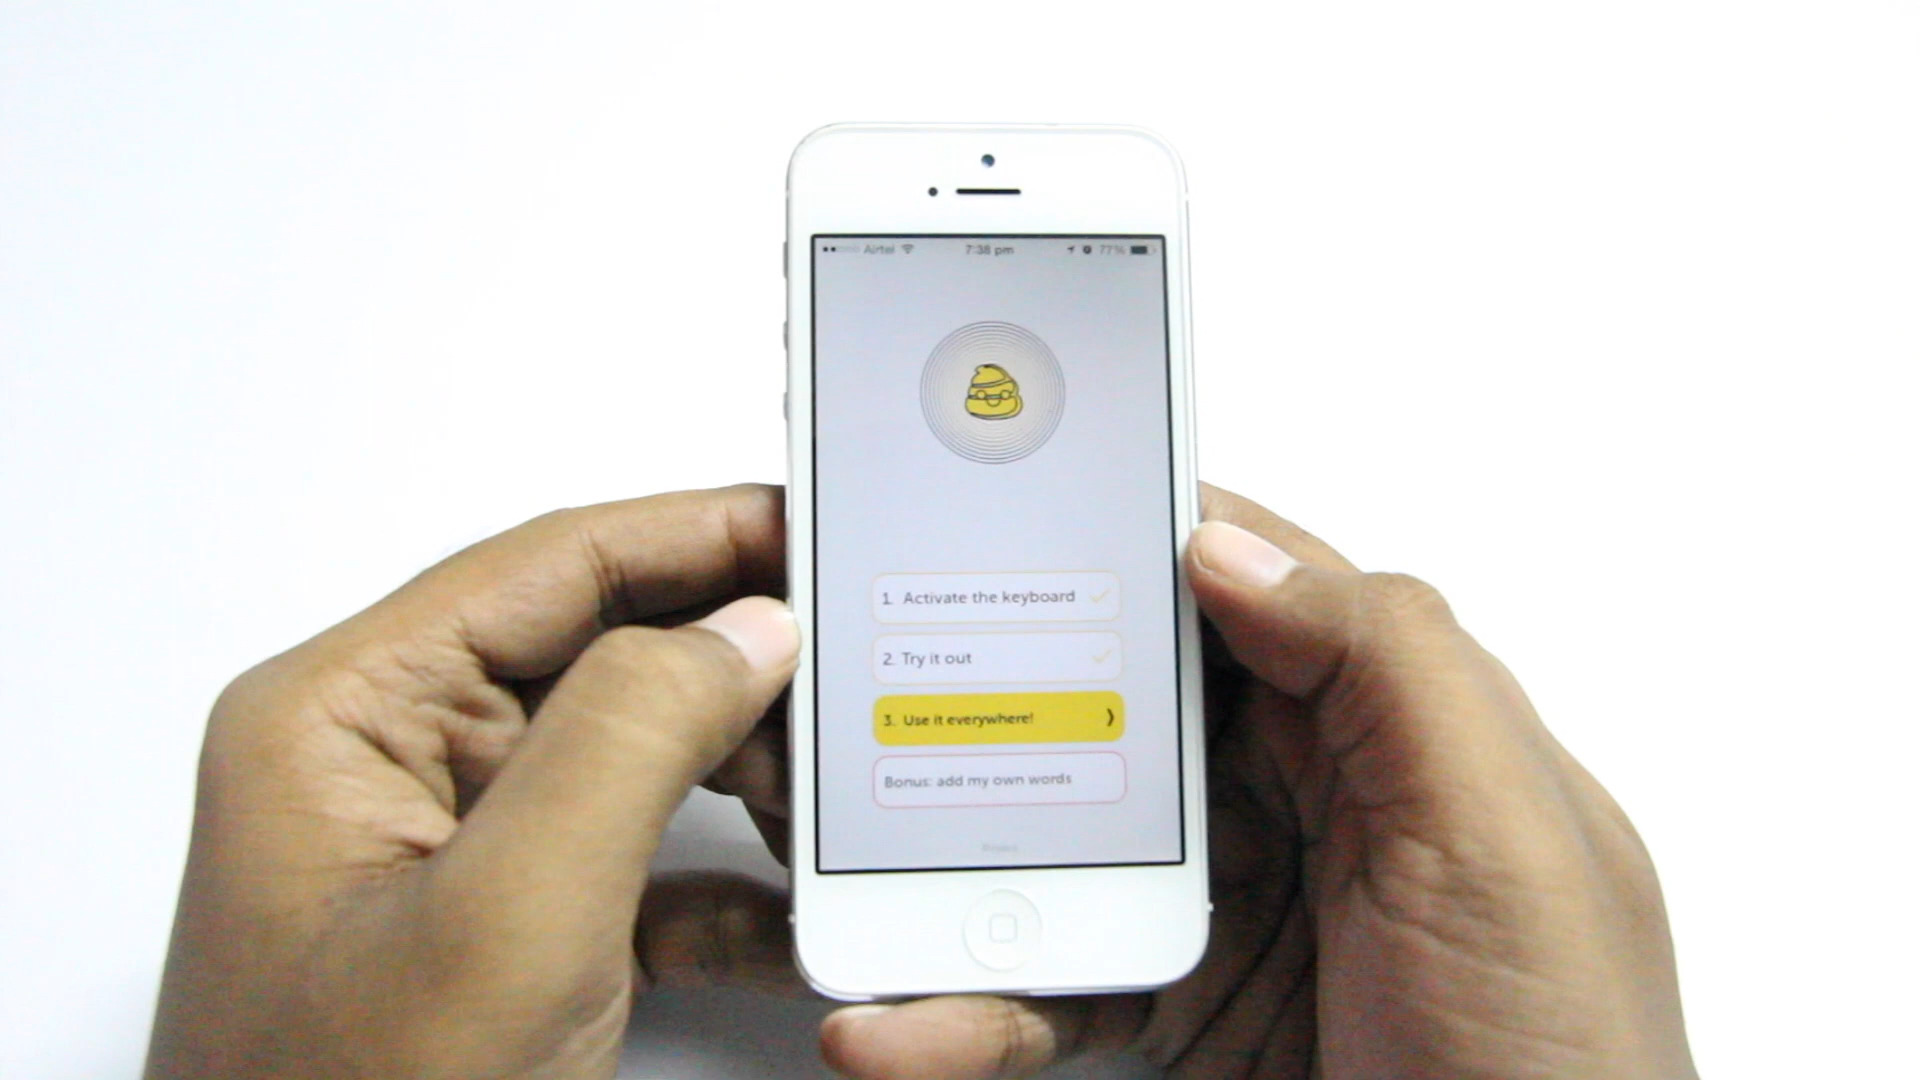 Airtel 7:38 pm 77%
1. Activate the keyboard
2. Try it out
3. Use it everywhere!
Bonus: add my own words